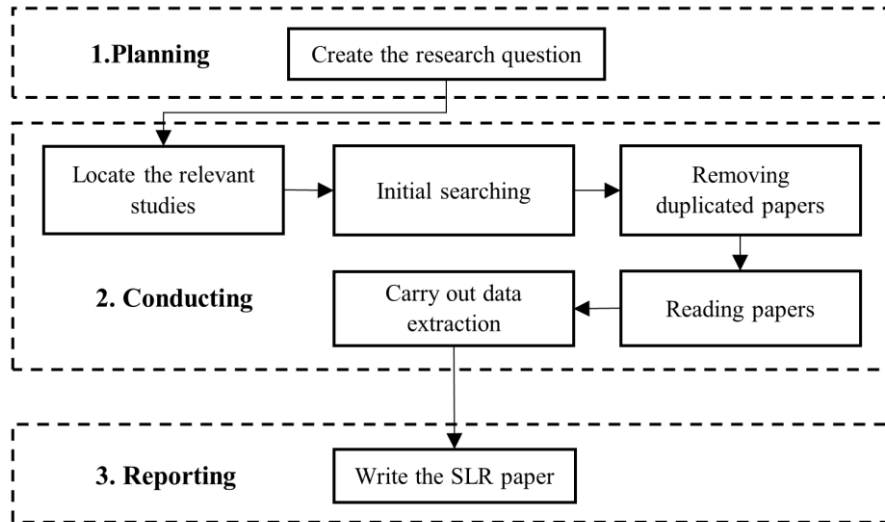 1.Planning
Create the research question
Locate the relevant
studies
Initial searching
Removing
duplicated papers
2. Conducting
Carry out data
extraction
Reading papers
3. Reporting
Write the SLR paper